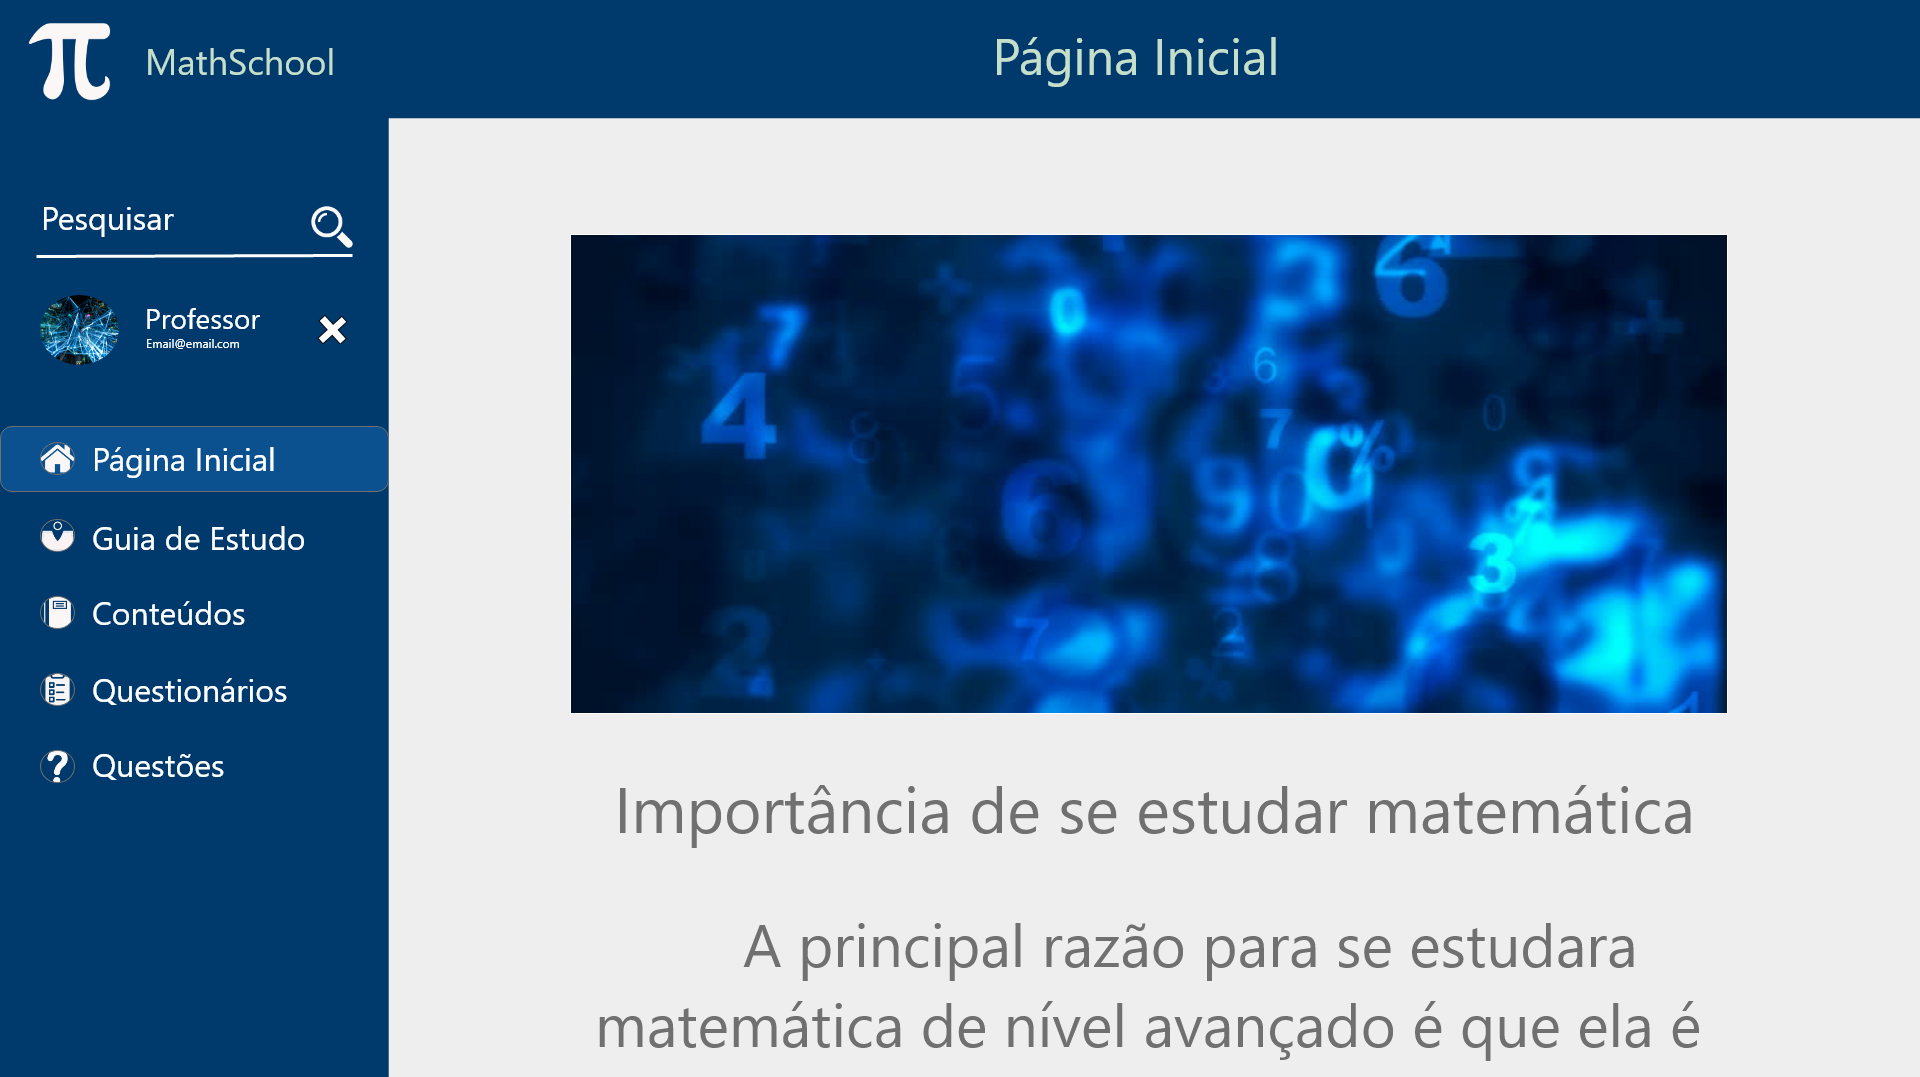 MathSchool
Página Inicial
Pesquisar
Professor
Email@email.com
Página Inicial
Guia de Estudo
Conteúdos
Questionários
Questões
Importância de se estudar matemática
A principal razão para se estudara
matemática de nível avançado é que ela é